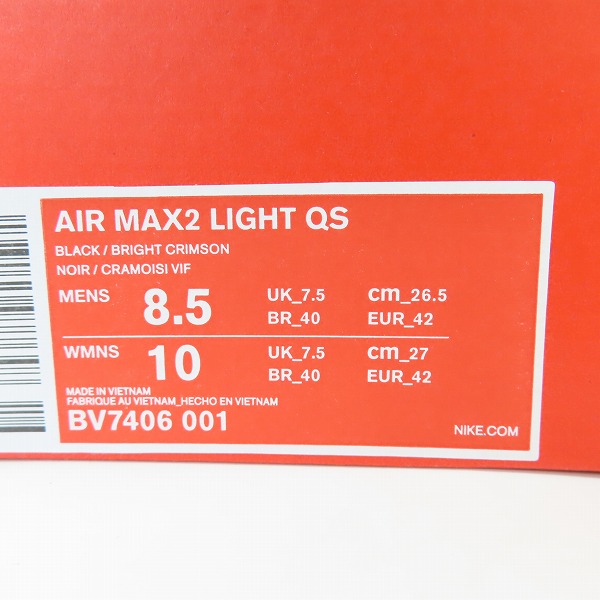 AIR MAX2 LIGHT QS
BLACK / BRIGHT CRIMSON
NOIR / CRAMOISI VIF
MENS 8.5 UK_7.5 cm_26.5
BR_40 EUR_42
WMNS 10 UK_7.5 cm_27
BR_40 EUR_42
MADE IN VIETNAM
FABRIQUE AU VIETNAM_HECHO EN VIETNAM
BV7406 001
NIKE.COM